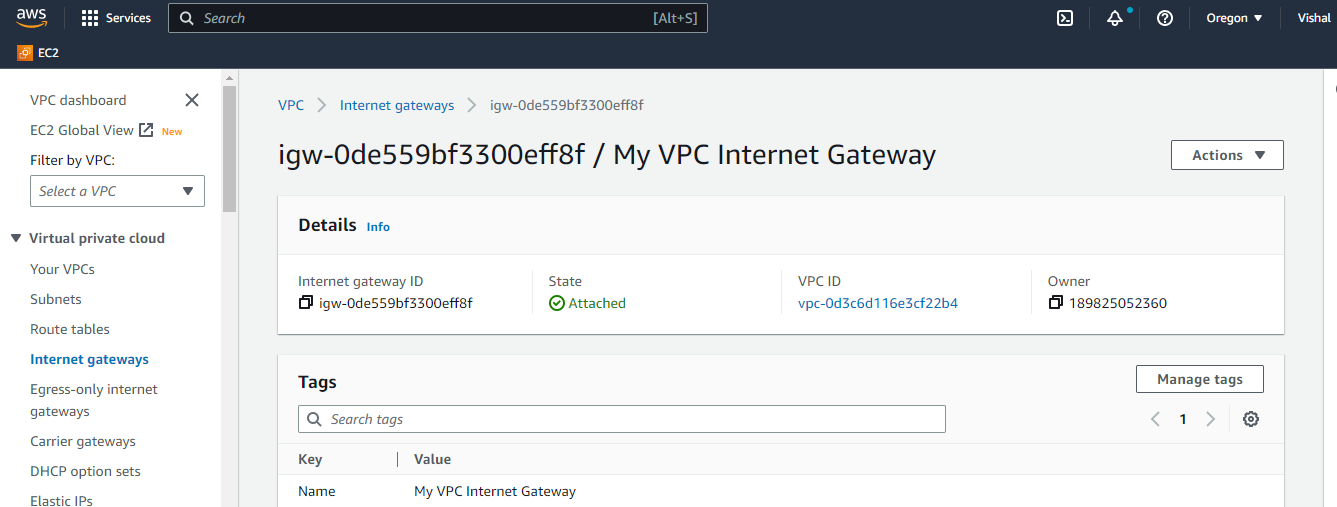 aws
Services
Search
[Alt+S]
Oregon
Vishal
EC2
VPC dashboard
EC2 Global View New
Filter by VPC:
Select a VPC
Virtual private cloud
Your VPCs
Subnets
Route tables
Internet gateways
Egress-only internet
gateways
Carrier gateways
DHCP option sets
Elastic IPs
VPC Internet gateways igw-0de559bf3300eff8f
igw-0de559bf3300eff8f / My VPC Internet Gateway
Actions
Details Info
Internet gateway ID
igw-0de559bf3300eff8f
State
Attached
VPC ID
vpc-0d3c6d116e3cf22b4
Owner
189825052360
Tags
Manage tags
Search tags
1
Key Value
Name My VPC Internet Gateway